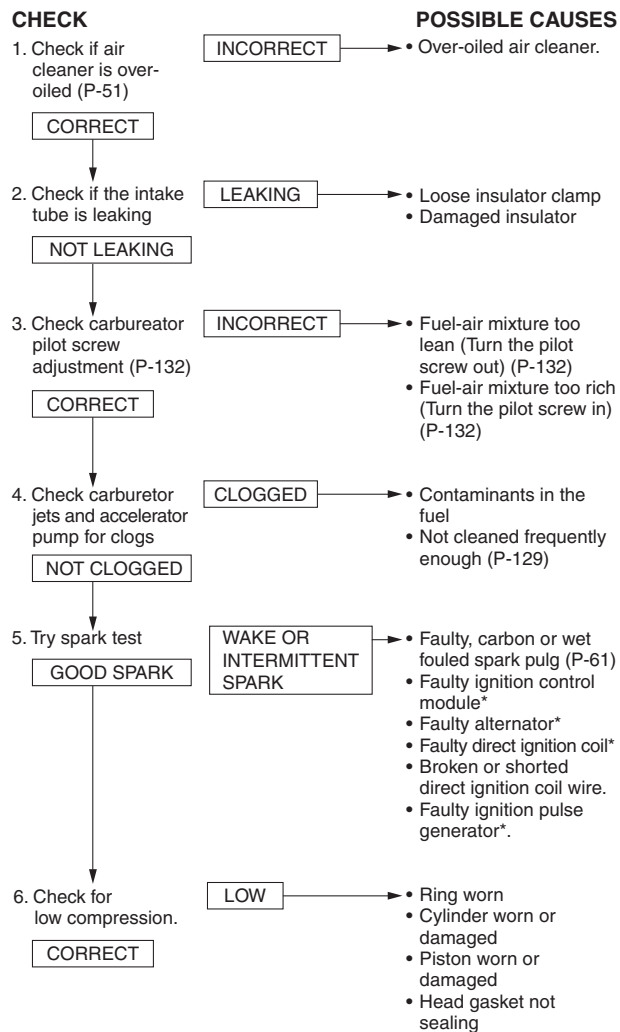 CHECK
POSSIBLE CAUSES
1. Check if air
cleaner is over-
oiled (P-51)
INCORRECT
• Over-oiled air cleaner.
CORRECT
2. Check if the intake
tube is leaking
LEAKING
• Loose insulator clamp
• Damaged insulator
NOT LEAKING
3. Check carbureator
pilot screw
adjustment (P-132)
INCORRECT
• Fuel-air mixture too
lean (Turn the pilot
screw out) (P-132)
• Fuel-air mixture too rich
(Turn the pilot screw in)
(P-132)
CORRECT
4. Check carburetor
jets and accelerator
pump for clogs
CLOGGED
• Contaminants in the
fuel
• Not cleaned frequently
enough (P-129)
NOT CLOGGED
5. Try spark test
WAKE OR
INTERMITTENT
SPARK
• Faulty, carbon or wet
fouled spark pulg (P-61)
• Faulty ignition control
module*
• Faulty alternator*
• Faulty direct ignition coil*
• Broken or shorted
direct ignition coil wire.
• Faulty ignition pulse
generator*.
GOOD SPARK
6. Check for
low compression.
LOW
• Ring worn
• Cylinder worn or
damaged
• Piston worn or
damaged
• Head gasket not
sealing
CORRECT